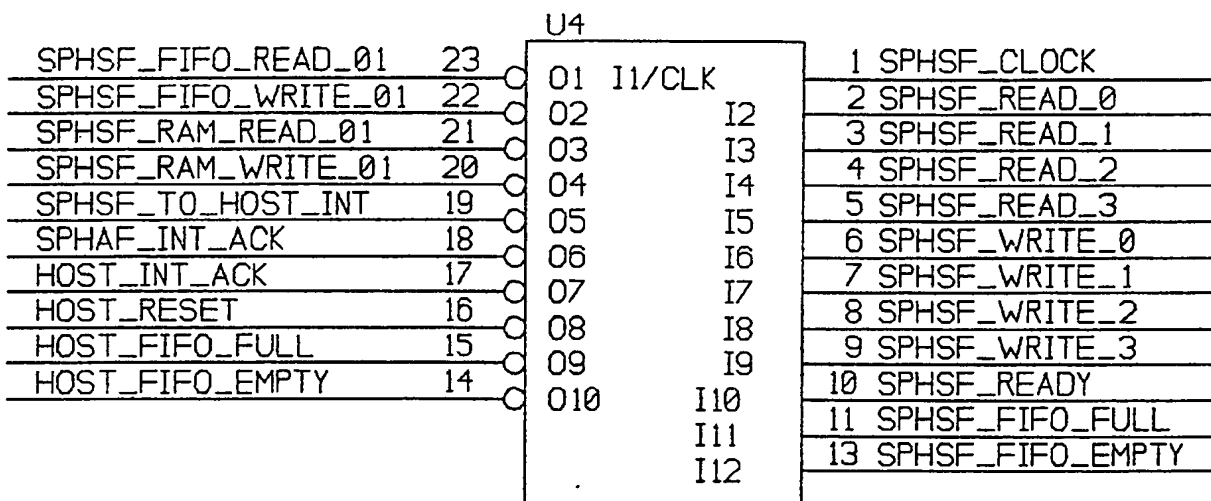 U4
SPHSF_FIFO_READ_01 23 O1 I1/CLK 1 SPHSF_CLOCK
SPHSF_FIFO_WRITE_01 22 O2 I2 2 SPHSF_READ_0
SPHSF_RAM_READ_01 21 O3 I3 3 SPHSF_READ_1
SPHSF_RAM_WRITE_01 20 O4 I4 4 SPHSF_READ_2
SPHSF_TO_HOST_INT 19 O5 I5 5 SPHSF_READ_3
SPHAF_INT_ACK 18 O6 I6 6 SPHSF_WRITE_0
HOST_INT_ACK 17 O7 I7 7 SPHSF_WRITE_1
HOST_RESET 16 O8 I8 8 SPHSF_WRITE_2
HOST_FIFO_FULL 15 O9 I9 9 SPHSF_WRITE_3
HOST_FIFO_EMPTY 14 O10 I10 10 SPHSF_READY
I11 11 SPHSF_FIFO_FULL
I12 13 SPHSF_FIFO_EMPTY